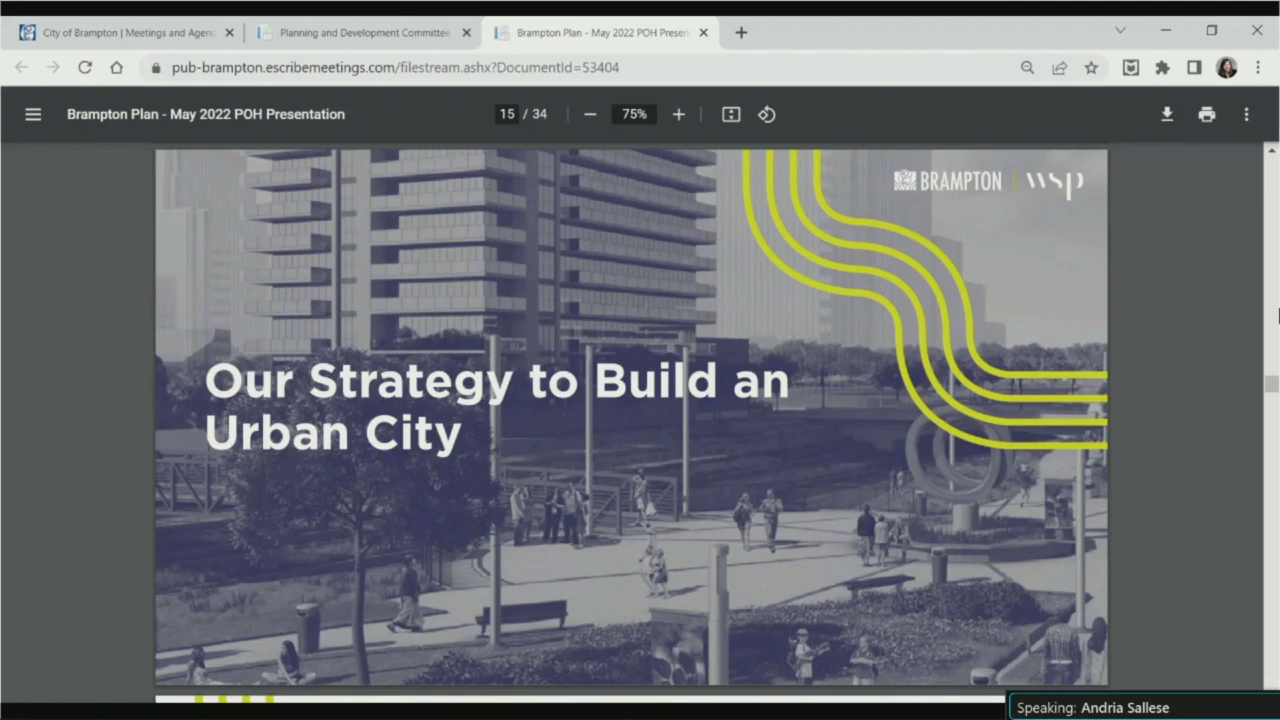 City of Brampton | Meetings and Agen
Planning and Development Committee
Brampton Plan - May 2022 POH Presen
pub-brampton.escribemeetings.com/filestream.ashx?DocumentId=53404
Brampton Plan - May 2022 POH Presentation
15 / 34
75%
BRAMPTON | wsp
Our Strategy to Build an
Urban City
Speaking: Andria Sallese